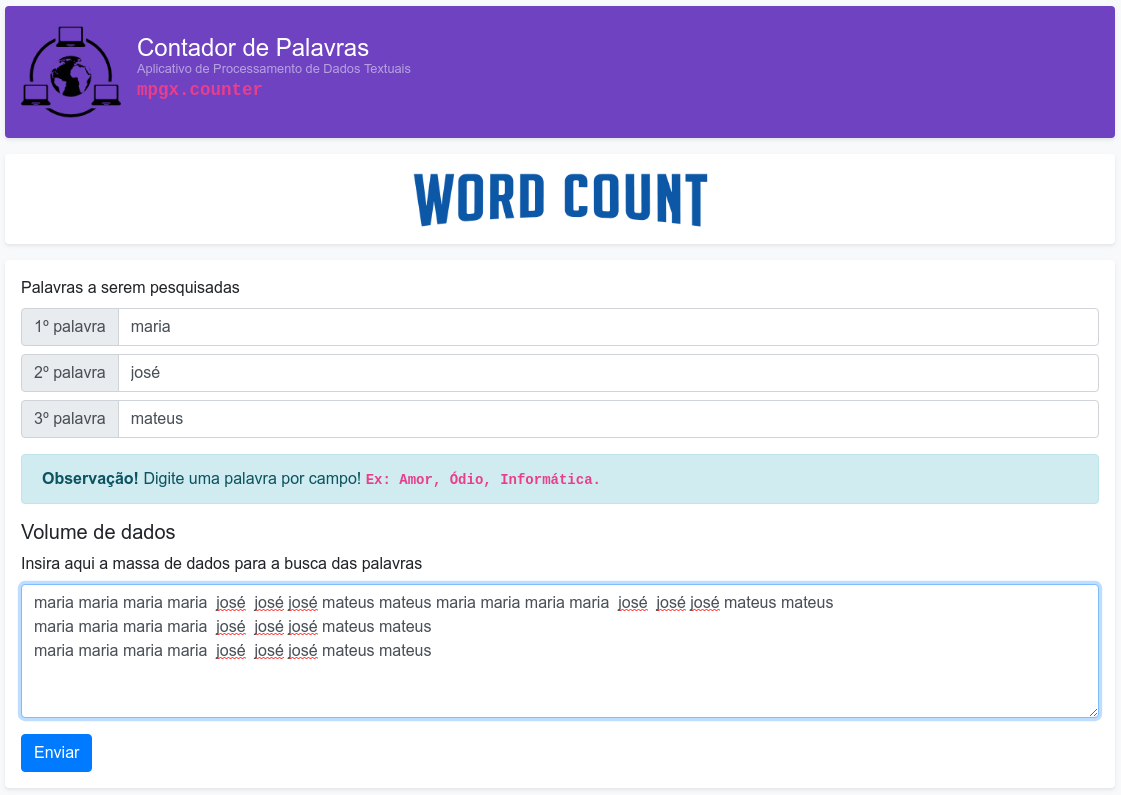 Contador de Palavras
Aplicativo de Processamento de Dados Textuais
mpgx.counter
WORD COUNT
Palavras a serem pesquisadas
1º palavra maria
2º palavra josé
3º palavra mateus
Observação! Digite uma palavra por campo! Ex: Amor, Ódio, Informática.
Volume de dados
Insira aqui a massa de dados para a busca das palavras
maria maria maria maria  josé  josé josé mateus mateus maria maria maria maria  josé  josé josé mateus mateus
maria maria maria maria  josé  josé josé mateus mateus
maria maria maria maria  josé  josé josé mateus mateus
Enviar